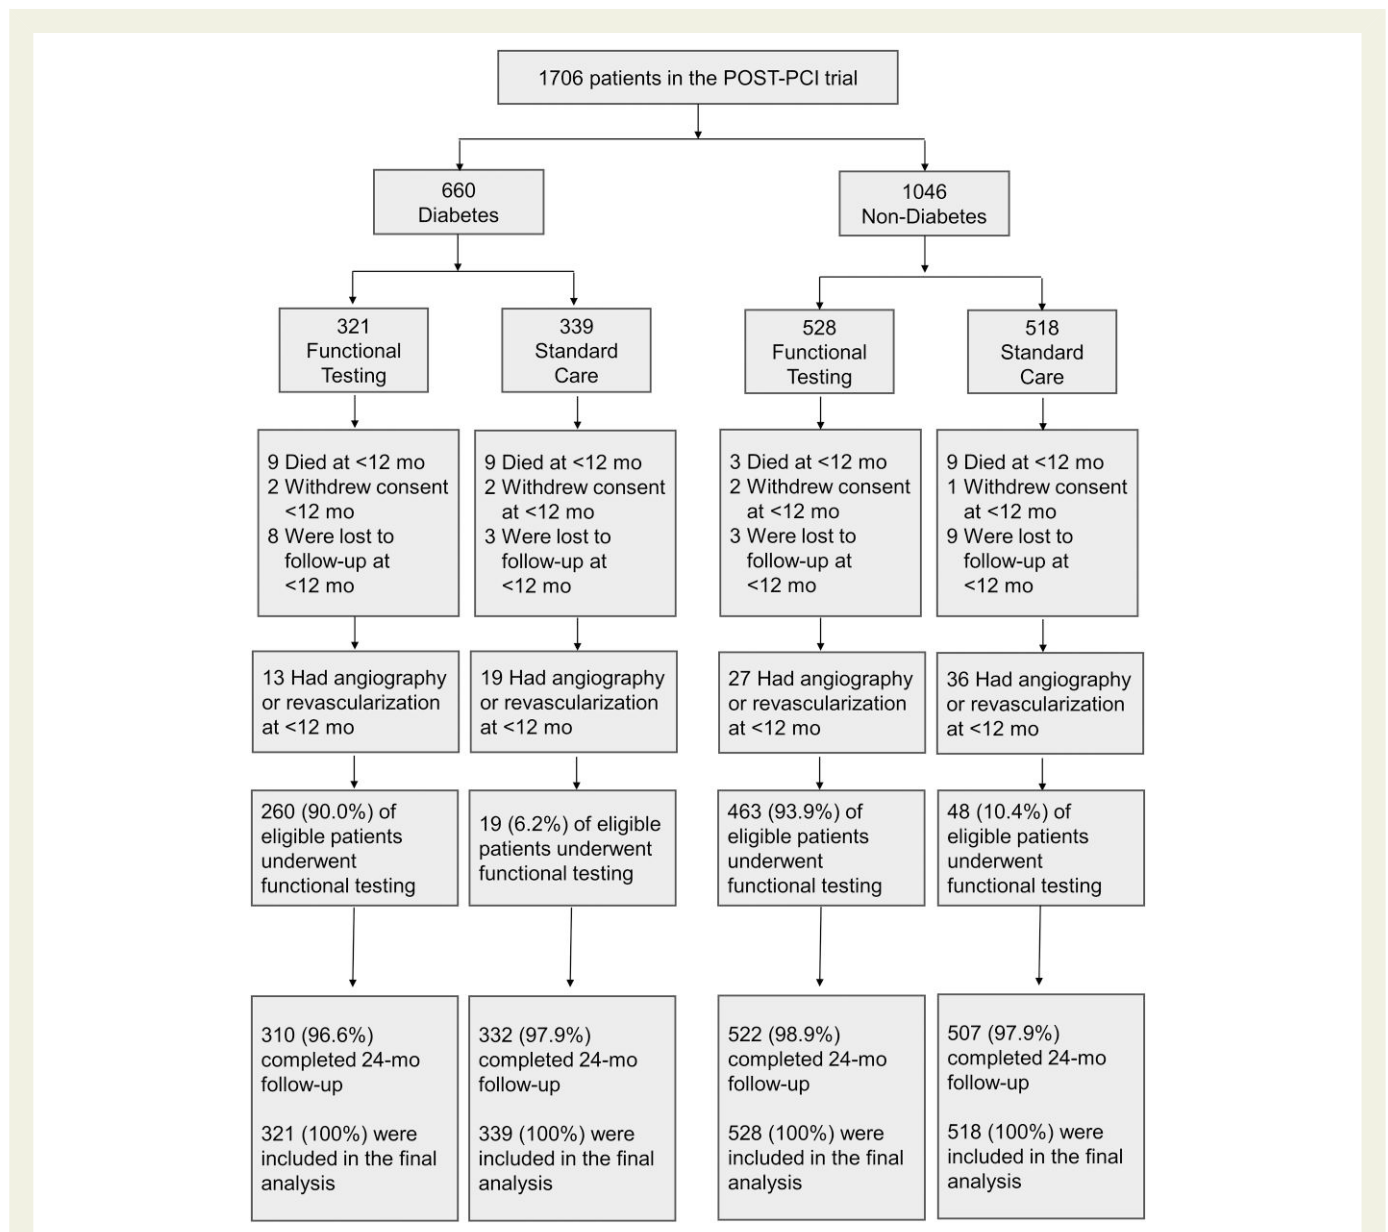 1706 patients in the POST-PCI trial
660
Diabetes
1046
Non-Diabetes
321
Functional
Testing
339
Standard
Care
528
Functional
Testing
518
Standard
Care
9 Died at <12 mo
2 Withdrew consent
<12 mo
8 Were lost to
follow-up at
<12 mo
9 Died at <12 mo
2 Withdrew consent
at <12 mo
3 Were lost to
follow-up at
<12 mo
3 Died at <12 mo
2 Withdrew consent
at <12 mo
3 Were lost to
follow-up at
<12 mo
9 Died at <12 mo
1 Withdrew consent
at <12 mo
9 Were lost to
follow-up at
<12 mo
13 Had angiography
or revascularization
at <12 mo
19 Had angiography
or revascularization
at <12 mo
27 Had angiography
or revascularization
at <12 mo
36 Had angiography
or revascularization
at <12 mo
260 (90.0%) of
eligible patients
underwent
functional testing
19 (6.2%) of eligible
patients underwent
functional testing
463 (93.9%) of
eligible patients
underwent
functional testing
48 (10.4%) of
eligible patients
underwent
functional testing
310 (96.6%)
completed 24-mo
follow-up
321 (100%) were
included in the final
analysis
332 (97.9%)
completed 24-mo
follow-up
339 (100%) were
included in the final
analysis
522 (98.9%)
completed 24-mo
follow-up
528 (100%) were
included in the final
analysis
507 (97.9%)
completed 24-mo
follow-up
518 (100%) were
included in the final
analysis